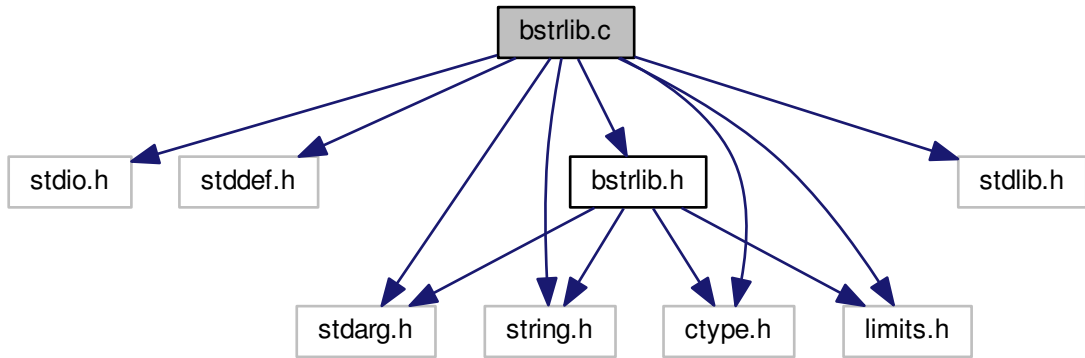 bstrlib.c
stdio.h
stddef.h
bstrlib.h
stdlib.h
stdarg.h
string.h
ctype.h
limits.h